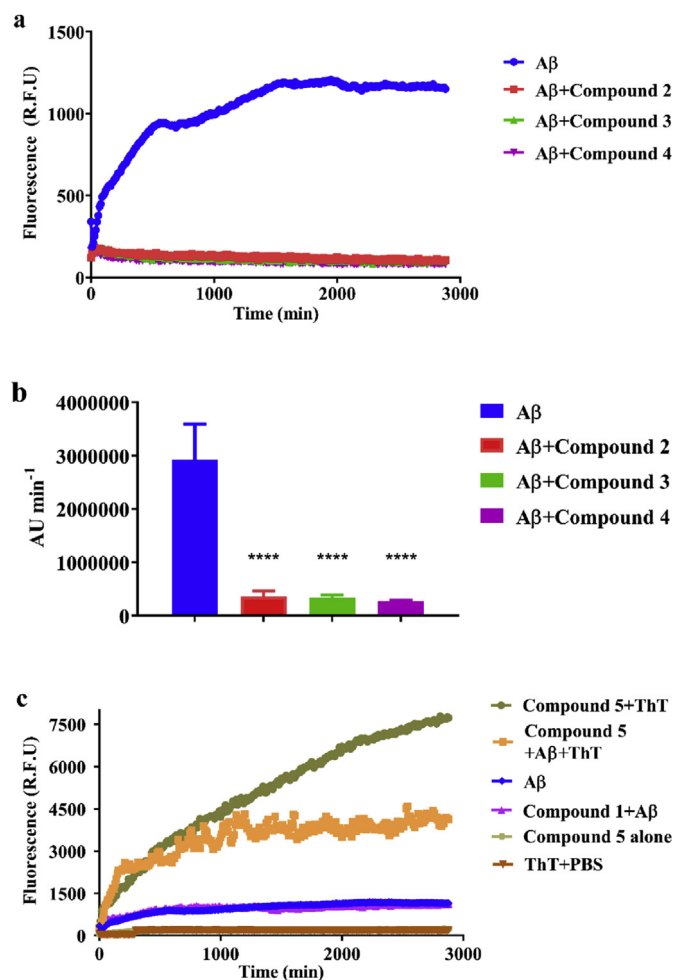 a
1500
1000
500
0
Fluorescence (R.F.U)
0 1000 2000 3000
Time (min)
Aβ
Aβ+Compound 2
Aβ+Compound 3
Aβ+Compound 4
b
4000000
3000000
2000000
1000000
0
AU min⁻¹
**** **** ****
Aβ
Aβ+Compound 2
Aβ+Compound 3
Aβ+Compound 4
c
7500
6000
4500
3000
1500
0
Fluorescence (R.F.U)
0 1000 2000 3000
Time (min)
Compound 5+ThT
Compound 5
+Aβ+ThT
Aβ
Compound 1+Aβ
Compound 5 alone
ThT+PBS